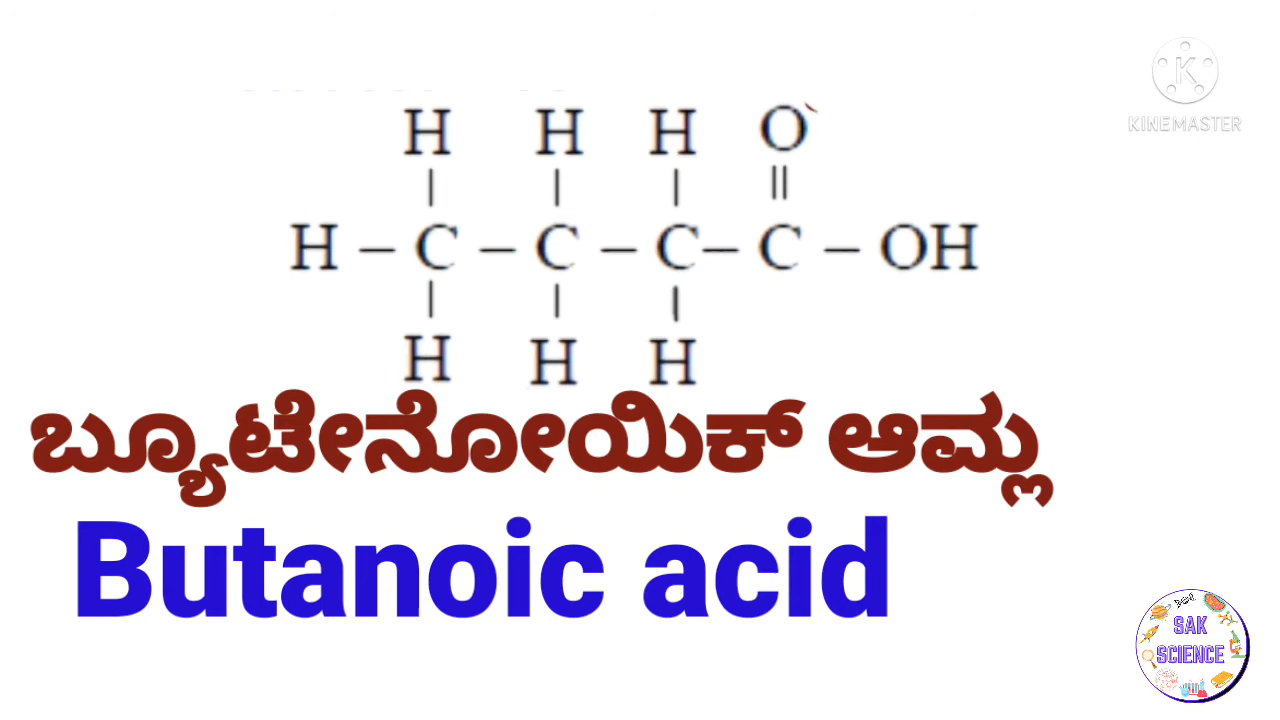 KINEMASTER
H H H O
H – C – C – C – C – OH
H H H
ಬ್ಯೂಟೇನೋಯಿಕ್ ಆಮ್ಲ
Butanoic acid
SAK
SCIENCE